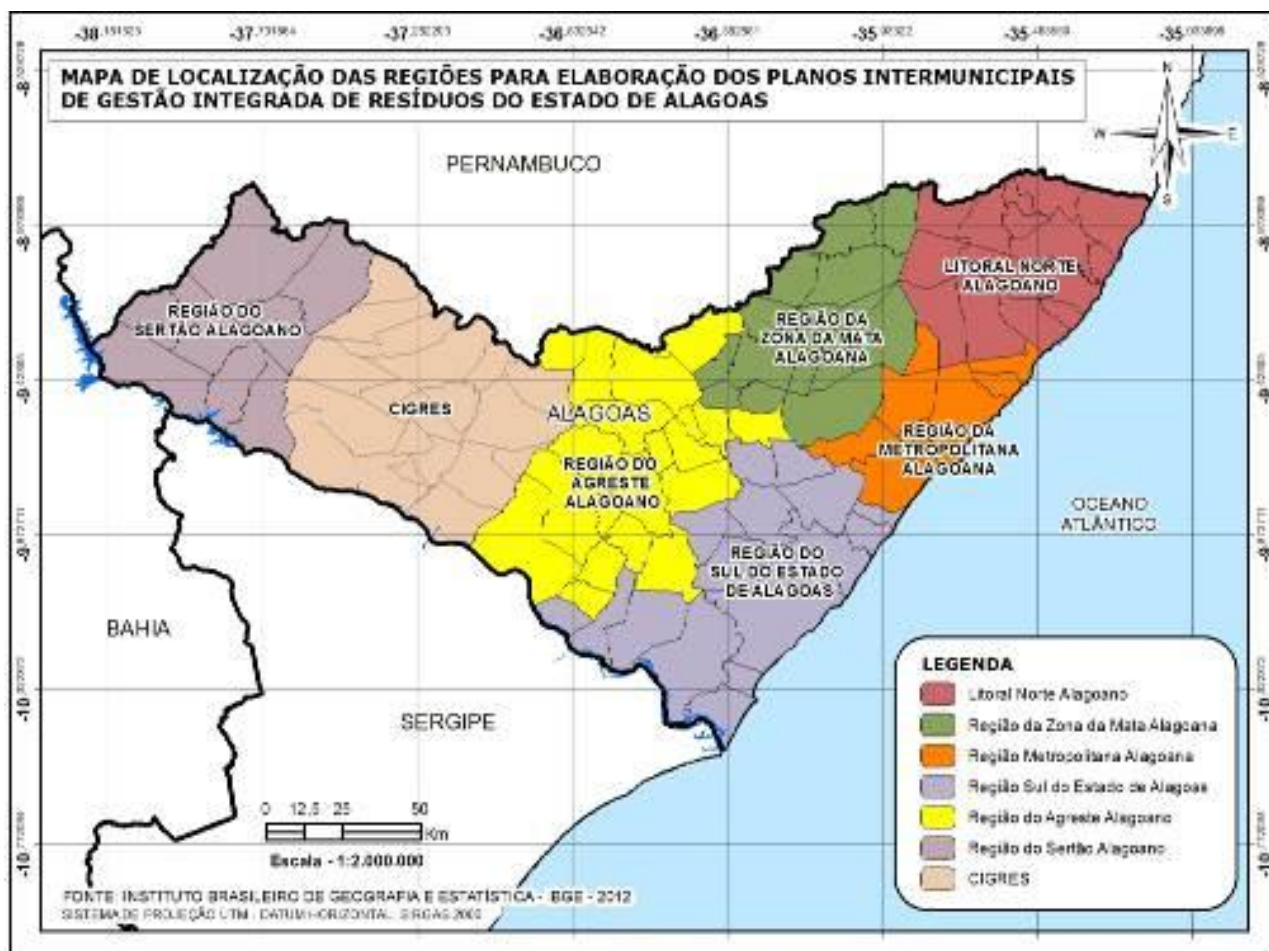 MAPA DE LOCALIZAÇÃO DAS REGIÕES PARA ELABORAÇÃO DOS PLANOS INTERMUNICIPAIS
DE GESTÃO INTEGRADA DE RESÍDUOS DO ESTADO DE ALAGOAS
N
W
E
S
PERNAMBUCO
LITORAL NORTE
ALAGOANO
REGIÃO DO
SERTÃO ALAGOANO
REGIÃO DA
ZONA DA MATA
ALAGOANA
CIGRES
ALAGOAS
REGIÃO DA
METROPOLITANA
ALAGOANA
REGIÃO DO
AGRESTE
ALAGOANO
OCEANO
ATLÂNTICO
REGIÃO DO
SUL DO ESTADO
DE ALAGOAS
BAHIA
SERGIPE
LEGENDA
Litoral Norte Alagoano
Região da Zona da Mata Alagoana
Região Metropolitana Alagoana
Região Sul do Estado de Alagoas
Região do Agreste Alagoano
Região do Sertão Alagoano
CIGRES
0 12,5 25 50
Km
Escala - 1:2.000.000
FONTE: INSTITUTO BRASILEIRO DE GEOGRAFIA E ESTATÍSTICA - IBGE - 2012
SISTEMA DE PROJEÇÃO UTM - DATUM HORIZONTAL SIRGAS 2000